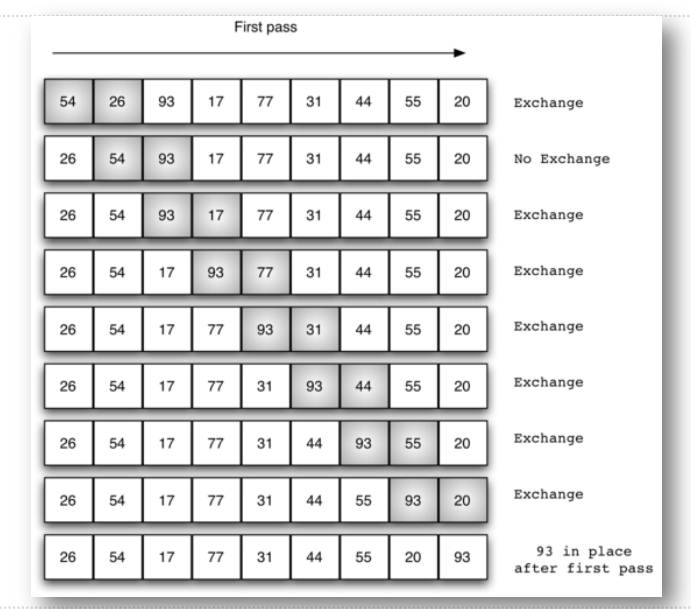 First pass
54 26 93 17 77 31 44 55 20 Exchange
26 54 93 17 77 31 44 55 20 No Exchange
26 54 93 17 77 31 44 55 20 Exchange
26 54 17 93 77 31 44 55 20 Exchange
26 54 17 77 93 31 44 55 20 Exchange
26 54 17 77 31 93 44 55 20 Exchange
26 54 17 77 31 44 93 55 20 Exchange
26 54 17 77 31 44 55 93 20 Exchange
26 54 17 77 31 44 55 20 93 93 in place
after first pass